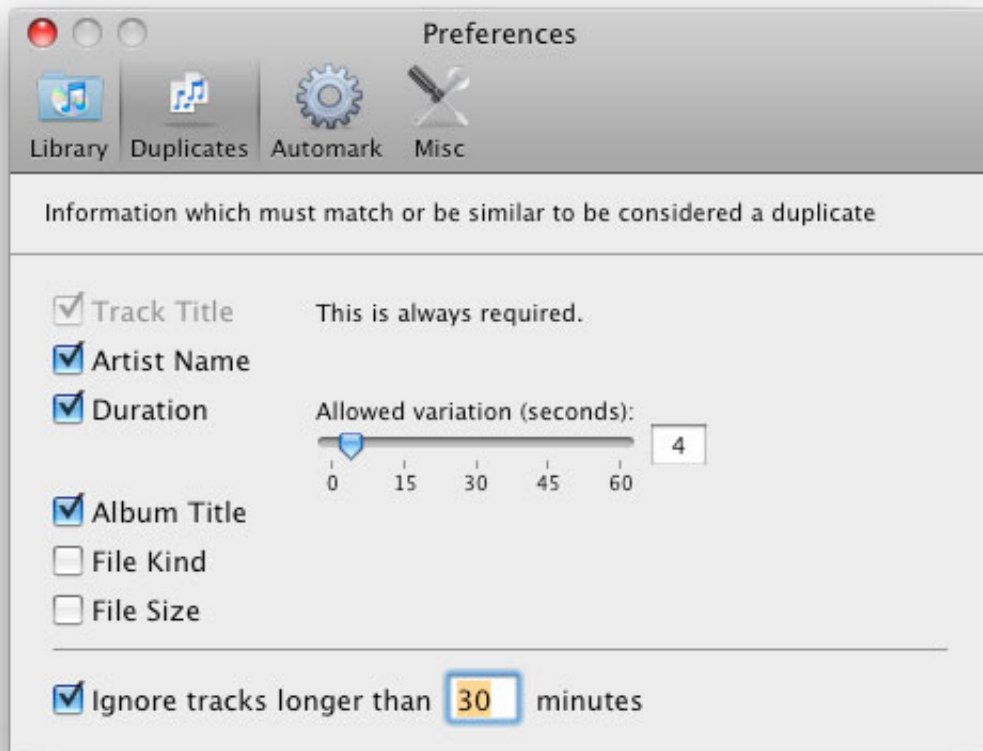 Preferences
Library Duplicates Automark Misc
Information which must match or be similar to be considered a duplicate
Track Title This is always required.
Artist Name
Duration Allowed variation (seconds):
4
0 15 30 45 60
Album Title
File Kind
File Size
Ignore tracks longer than 30 minutes